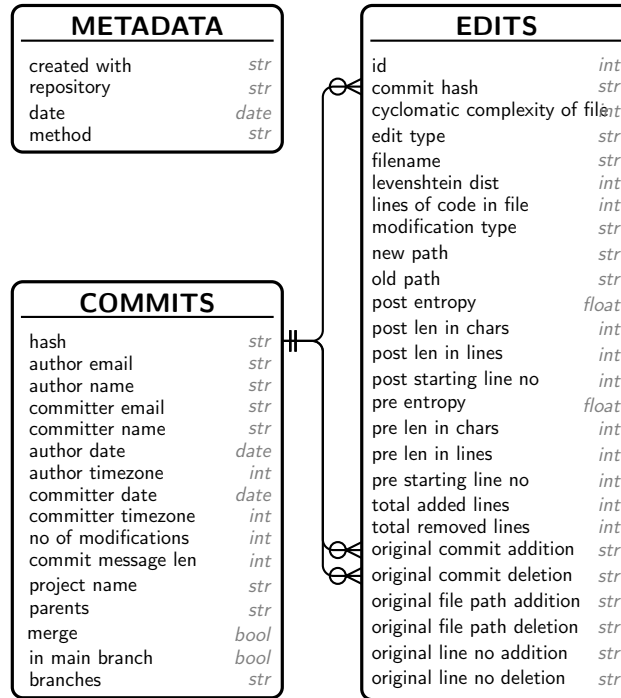 METADATA
created with str
repository str
date date
method str
COMMITS
hash str
author email str
author name str
committer email str
committer name str
author date date
author timezone int
committer date date
committer timezone int
no of modifications int
commit message len int
project name str
parents str
merge bool
in main branch bool
branches str
EDITS
id int
commit hash str
cyclomatic complexity of file int
edit type str
filename str
levenshtein dist int
lines of code in file int
modification type str
new path str
old path str
post entropy float
post len in chars int
post len in lines int
post starting line no int
pre entropy float
pre len in chars int
pre len in lines int
pre starting line no int
total added lines int
total removed lines int
original commit addition str
original commit deletion str
original file path addition str
original file path deletion str
original line no addition str
original line no deletion str